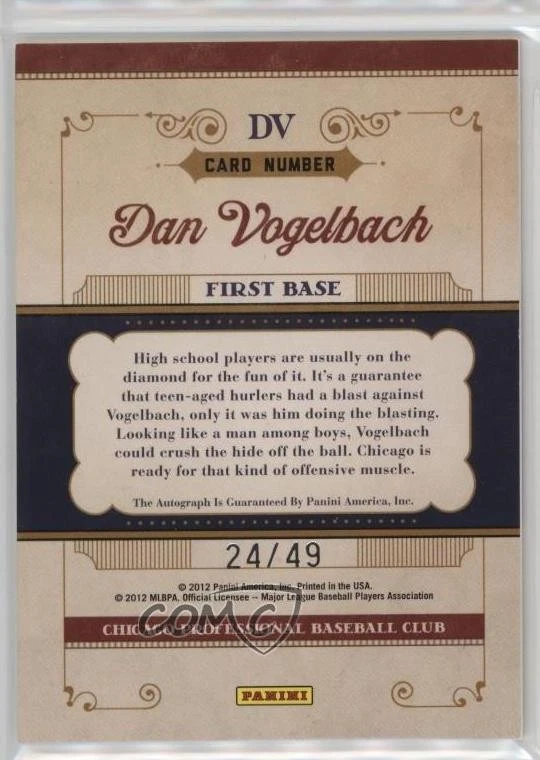 DV
CARD NUMBER
Dan Vogelbach
FIRST BASE
High school players are usually on the
diamond for the fun of it. It's a guarantee
that teen-aged hurlers had a blast against
Vogelbach, only it was him doing the blasting.
Looking like a man among boys, Vogelbach
could crush the hide off the ball. Chicago is
ready for that kind of offensive muscle.
The Autograph Is Guaranteed By Panini America, Inc.
24/49
© 2012 Panini America, Inc. Printed in the USA.
© 2012 MLBPA. Official Licensee – Major League Baseball Players Association
COMC
CHICAGO PROFESSIONAL BASEBALL CLUB
PANINI